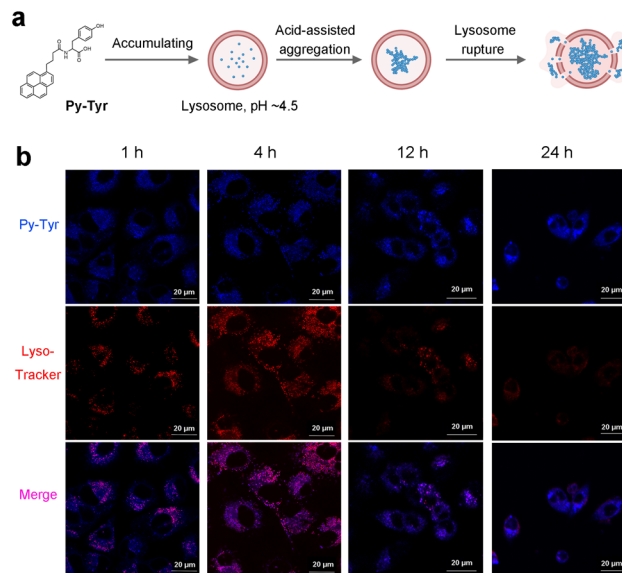 a
OH
O
N
H
OH
O
Py-Tyr
Accumulating
Lysosome, pH ~4.5
Acid-assisted
aggregation
Lysosome
rupture
b
1 h
4 h
12 h
24 h
Py-Tyr
20 μm
20 μm
20 μm
20 μm
Lyso-
Tracker
20 μm
20 μm
20 μm
20 μm
Merge
20 μm
20 μm
20 μm
20 μm